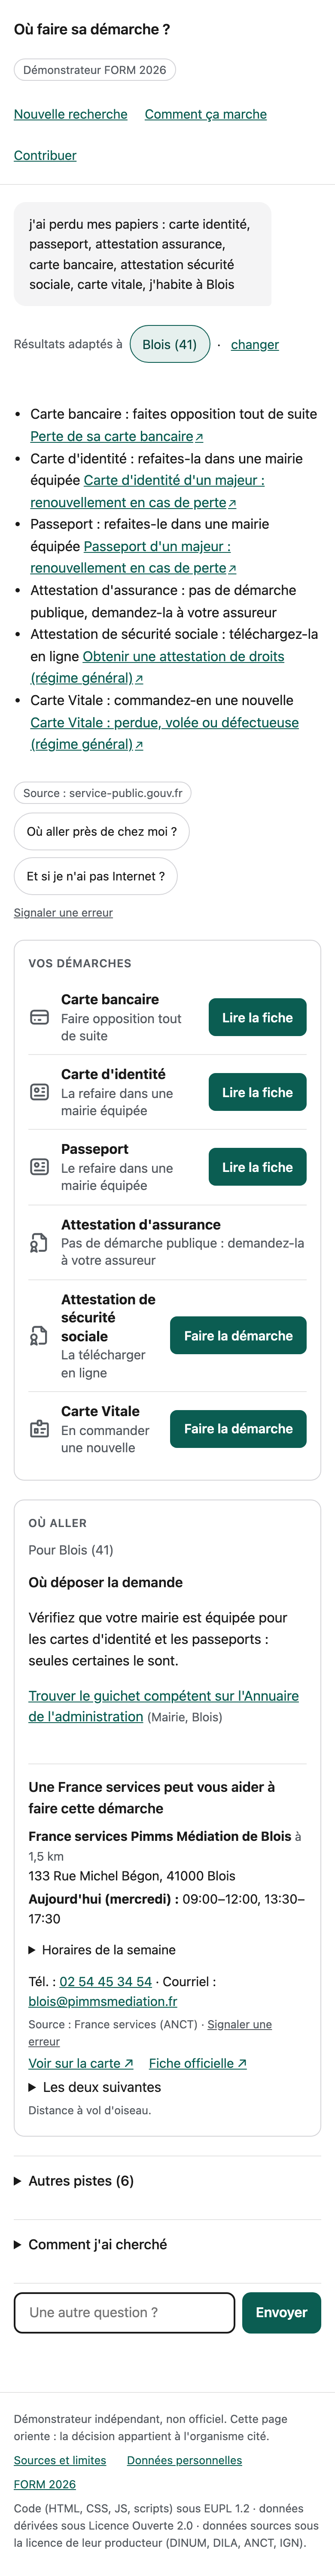 Où faire sa démarche ?
Démonstrateur FORM 2026
Nouvelle recherche Comment ça marche
Contribuer
j'ai perdu mes papiers : carte identité,
passeport, attestation assurance,
carte bancaire, attestation sécurité
sociale, carte vitale, j'habite à Blois
Résultats adaptés à Blois (41) · changer
• Carte bancaire : faites opposition tout de suite
Perte de sa carte bancaire ↗
• Carte d'identité : refaites-la dans une mairie
équipée Carte d'identité d'un majeur :
renouvellement en cas de perte ↗
• Passeport : refaites-le dans une mairie
équipée Passeport d'un majeur :
renouvellement en cas de perte ↗
• Attestation d'assurance : pas de démarche
publique, demandez-la à votre assureur
• Attestation de sécurité sociale : téléchargez-la
en ligne Obtenir une attestation de droits
(régime général) ↗
• Carte Vitale : commandez-en une nouvelle
Carte Vitale : perdue, volée ou défectueuse
(régime général) ↗
Source : service-public.gouv.fr
Où aller près de chez moi ?
Et si je n'ai pas Internet ?
Signaler une erreur
VOS DÉMARCHES
Carte bancaire
Faire opposition tout
de suite
Lire la fiche
Carte d'identité
La refaire dans une
mairie équipée
Lire la fiche
Passeport
Le refaire dans une
mairie équipée
Lire la fiche
Attestation d'assurance
Pas de démarche publique : demandez-la
à votre assureur
Attestation de
sécurité
sociale
La télécharger
en ligne
Faire la démarche
Carte Vitale
En commander
une nouvelle
Faire la démarche
OÙ ALLER
Pour Blois (41)
Où déposer la demande
Vérifiez que votre mairie est équipée pour
les cartes d'identité et les passeports :
seules certaines le sont.
Trouver le guichet compétent sur l'Annuaire
de l'administration (Mairie, Blois)
Une France services peut vous aider à
faire cette démarche
France services Pimms Médiation de Blois à
1,5 km
133 Rue Michel Bégon, 41000 Blois
Aujourd'hui (mercredi) : 09:00–12:00, 13:30–
17:30
▶ Horaires de la semaine
Tél. : 02 54 45 34 54 · Courriel :
blois@pimmsmediation.fr
Source : France services (ANCT) · Signaler une
erreur
Voir sur la carte ↗ Fiche officielle ↗
▶ Les deux suivantes
Distance à vol d'oiseau.
▶ Autres pistes (6)
▶ Comment j'ai cherché
Une autre question ? Envoyer
Démonstrateur indépendant, non officiel. Cette page
oriente : la décision appartient à l'organisme cité.
Sources et limites Données personnelles
FORM 2026
Code (HTML, CSS, JS, scripts) sous EUPL 1.2 · données
dérivées sous Licence Ouverte 2.0 · données sources sous
la licence de leur producteur (DINUM, DILA, ANCT, IGN).